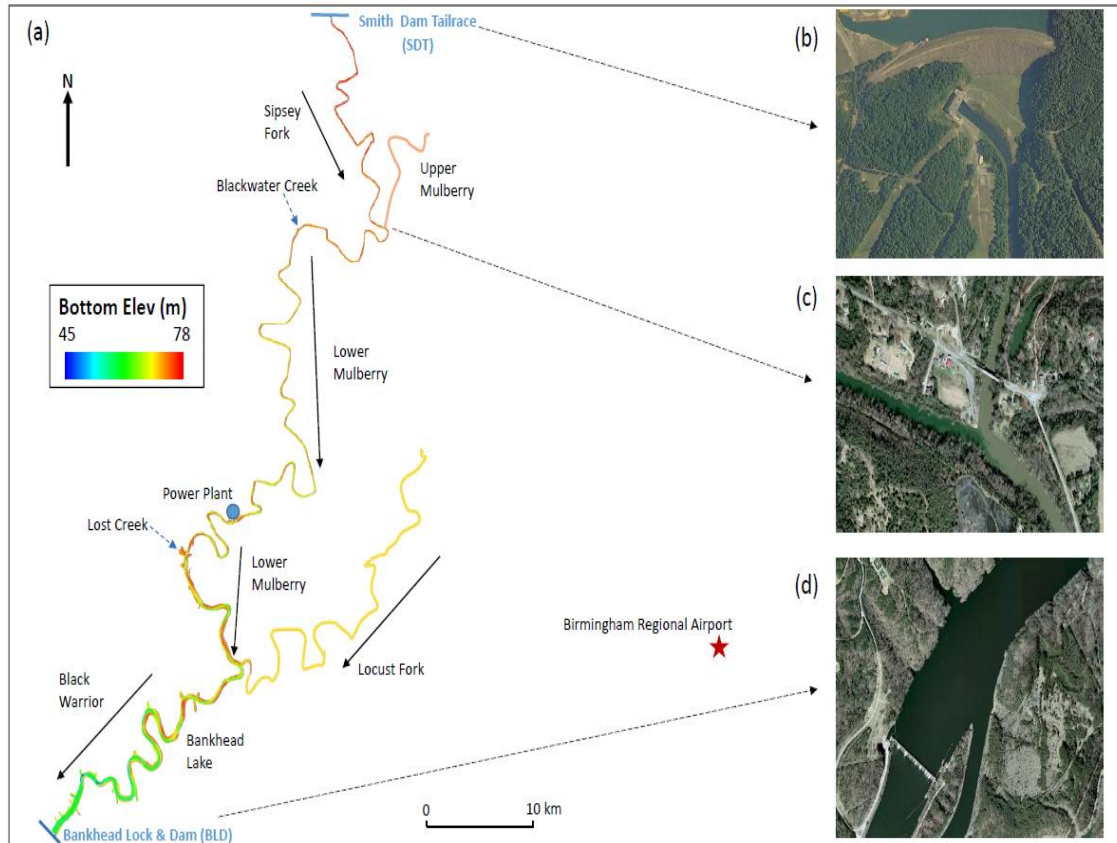 (a)
Smith Dam Tailrace
(SDT)
(b)
N
Sipsey
Fork
Upper
Mulberry
Blackwater Creek
(c)
Bottom Elev (m)
45 78
Lower
Mulberry
Power Plant
Lost Creek
Lower
Mulberry
(d)
Birmingham Regional Airport
Locust Fork
Black
Warrior
Bankhead
Lake
0 10 km
Bankhead Lock & Dam (BLD)